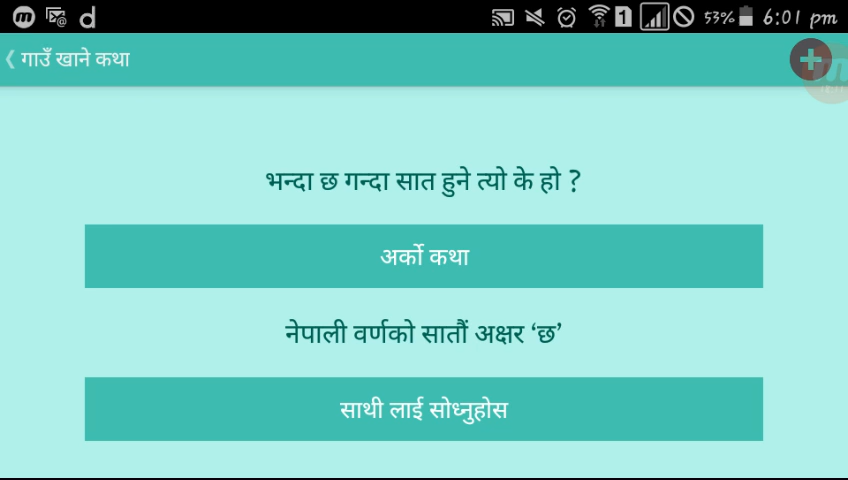 53% 6:01 pm
गाउँ खाने कथा
भन्दा छ गन्दा सात हुने त्यो के हो ?
अर्को कथा
नेपाली वर्णको सातौं अक्षर ‘छ’
साथी लाई सोध्नुहोस